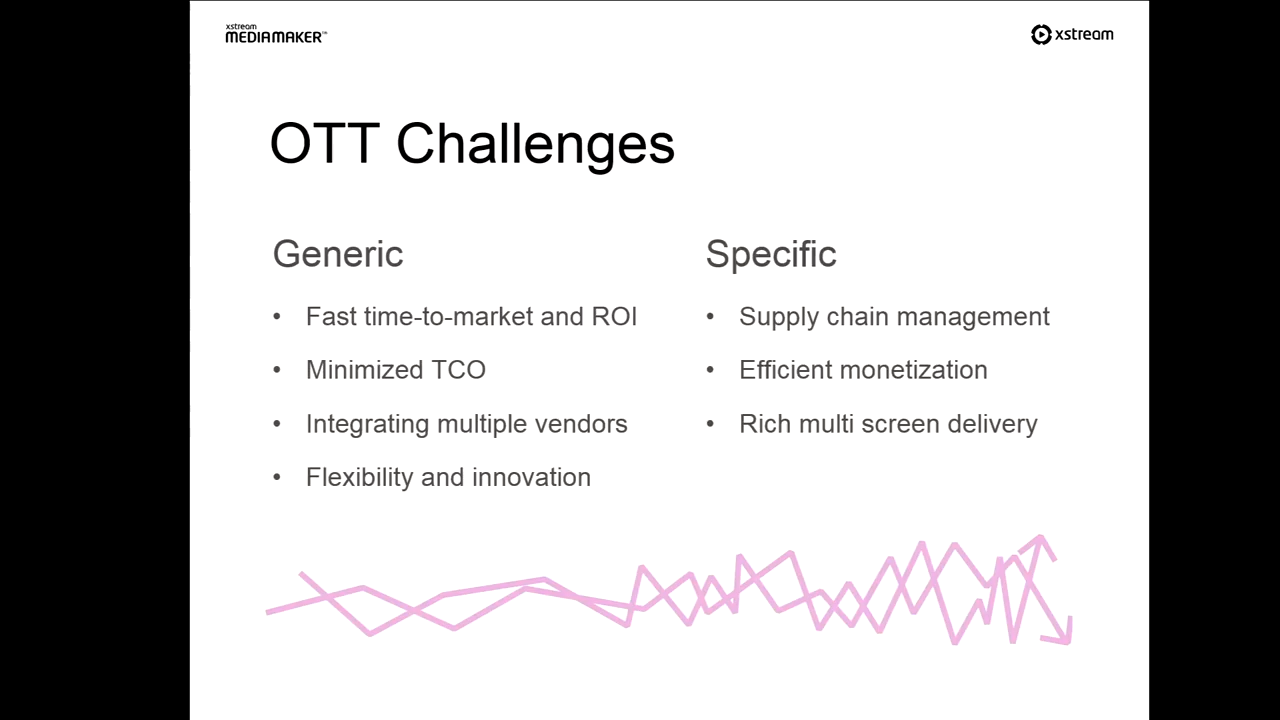 xstream
MEDIAMAKER™
xstream
OTT Challenges
Generic
• Fast time-to-market and ROI
• Minimized TCO
• Integrating multiple vendors
• Flexibility and innovation
Specific
• Supply chain management
• Efficient monetization
• Rich multi screen delivery